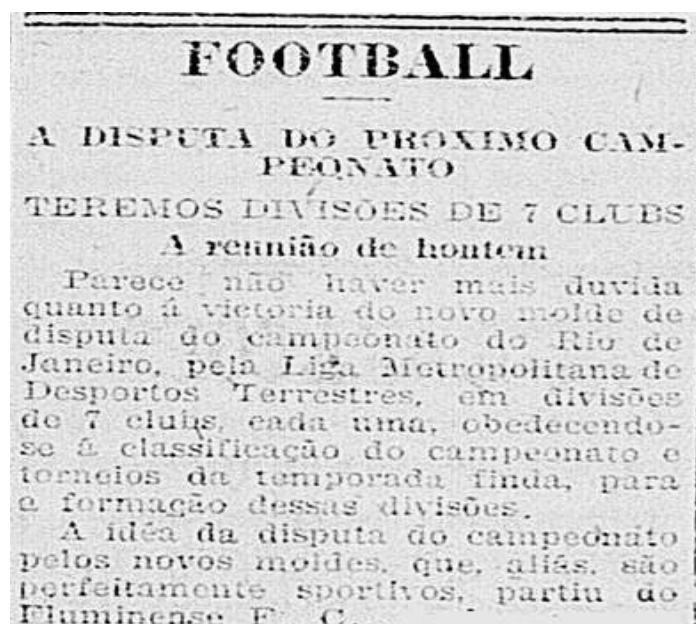 FOOTBALL
A DISPUTA DO PROXIMO CAM-
PEONATO
TEREMOS DIVISÕES DE 7 CLUBS
A reunião de hontem
Parece não haver mais duvida
quanto á victoria do novo molde de
disputa do campeonato do Rio de
Janeiro, pela Liga Metropolitana de
Desportos Terrestres, em divisões
de 7 clubs, cada uma, obedecendo-
se á classificação do campeonato e
torneios da temporada finda, para
a formação dessas divisões.
A idéa da disputa do campeonato
pelos novos moldes, que, aliás, são
perfeitamente sportivos, partiu do
Fluminense F. C.